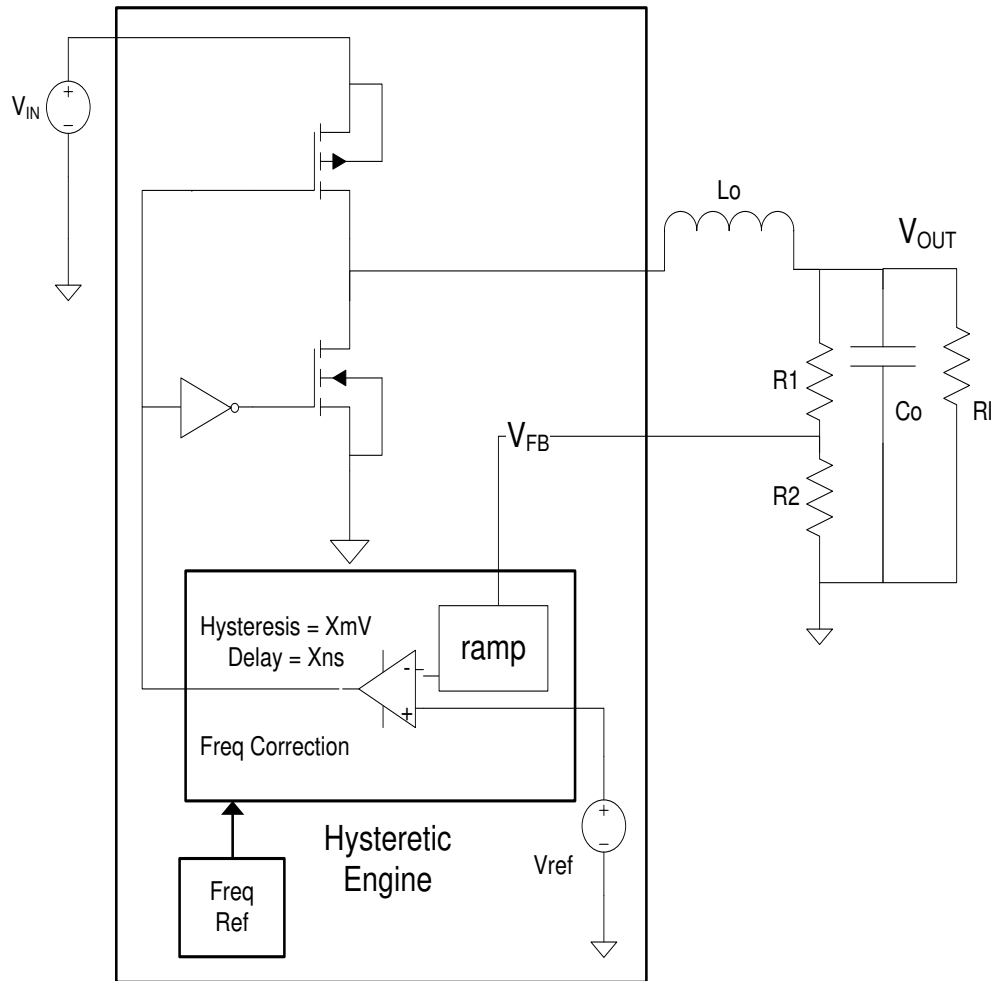 V_IN
+
−
Lo
V_OUT
R1
Co
Rl
V_FB
R2
Hysteresis = XmV
Delay = Xns
ramp
-
+
Freq Correction
Hysteretic
Engine
+
−
Vref
Freq
Ref